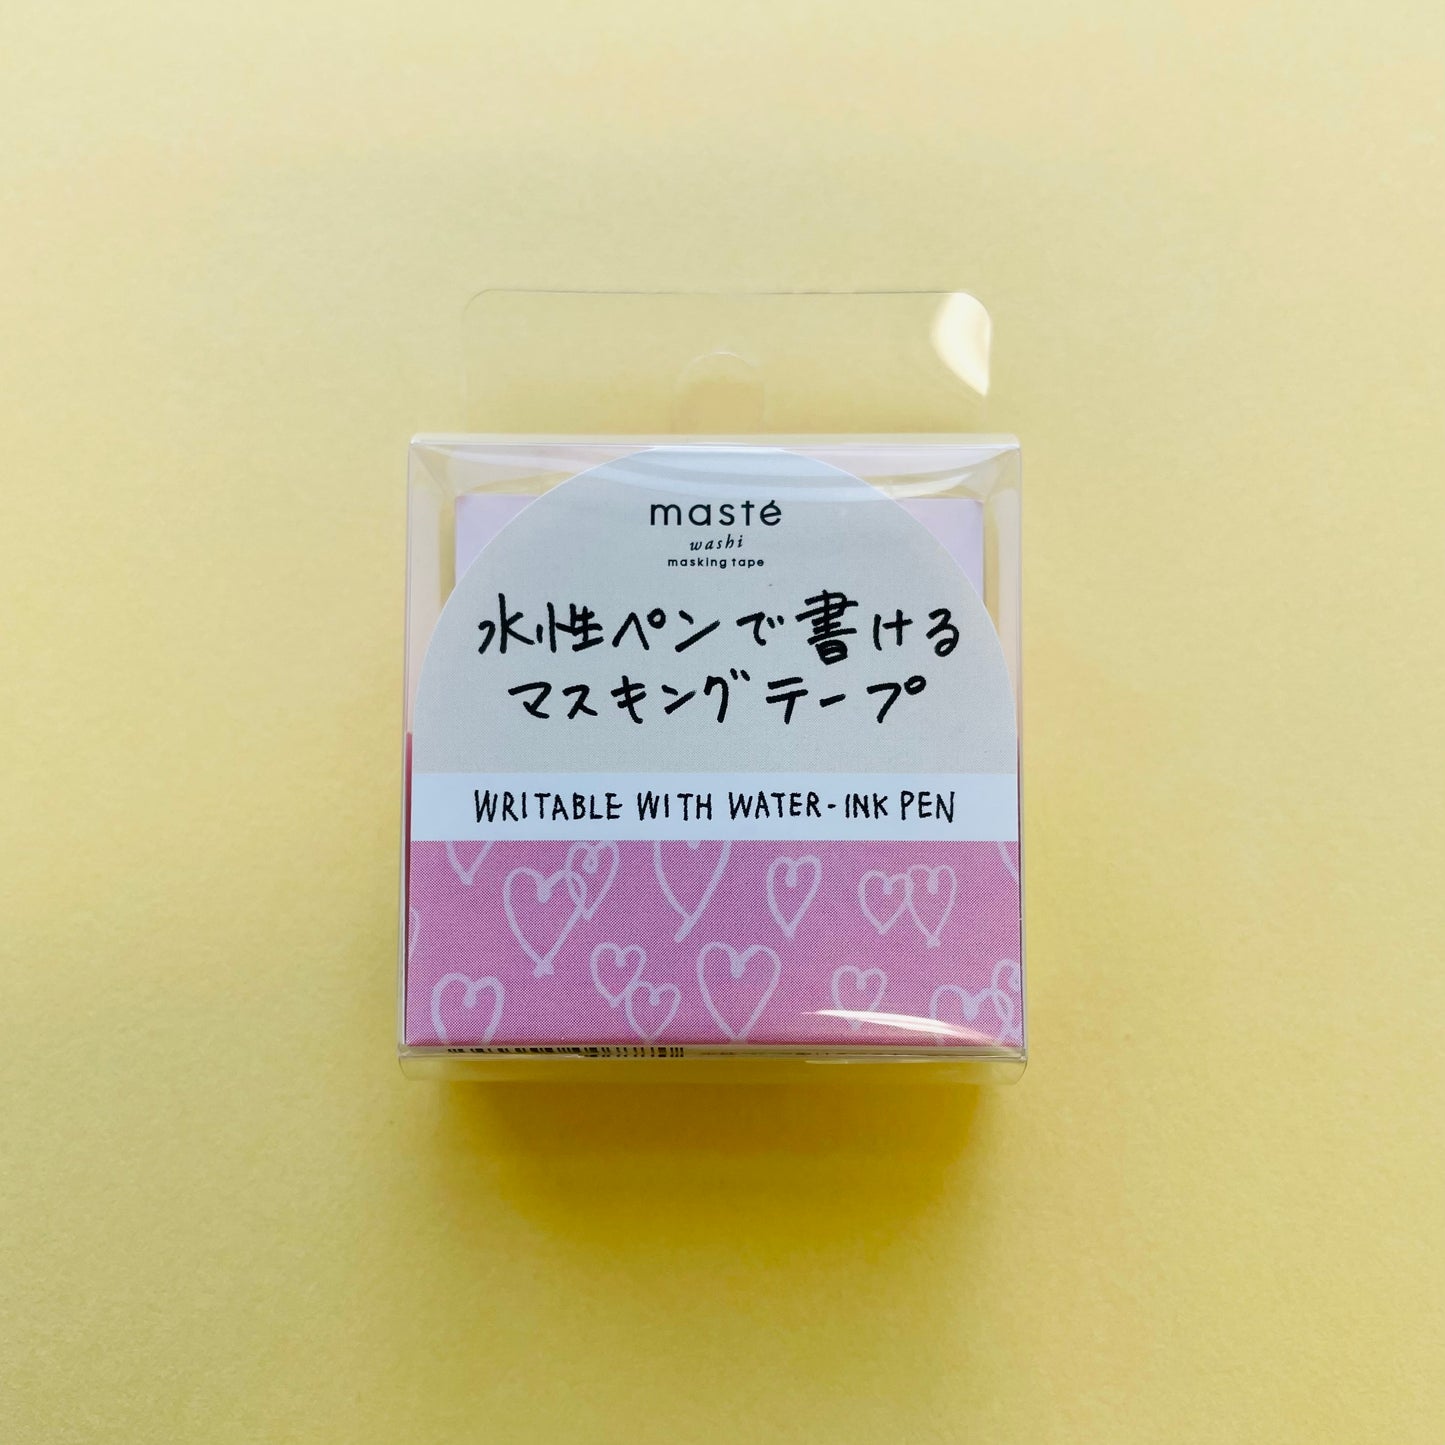 masté
washi
masking tape
水性ペンで書ける
マスキングテープ
WRITABLE WITH WATER-INK PEN